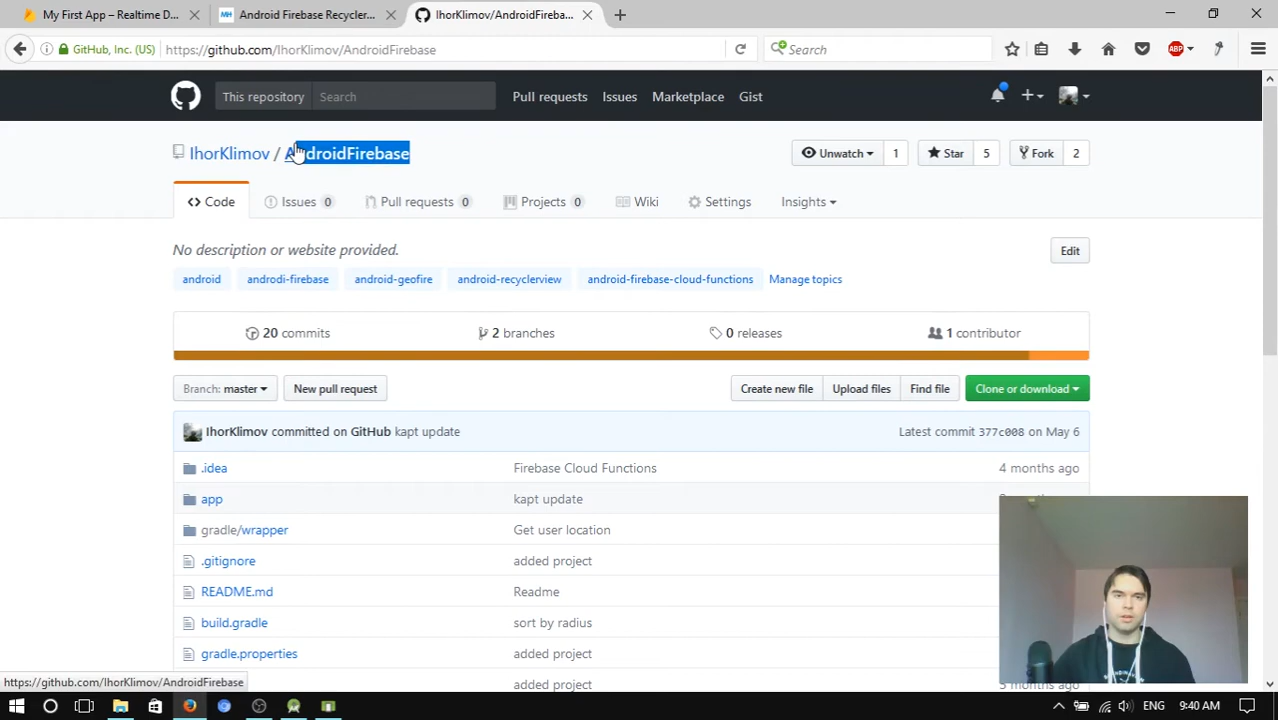 My First App – Realtime D...
Android Firebase Recycler...
IhorKlimov/AndroidFireba...
GitHub, Inc. (US)
https://github.com/IhorKlimov/AndroidFirebase
Search
ABP
This repository
Search
Pull requests
Issues
Marketplace
Gist
IhorKlimov / AndroidFirebase
Unwatch
1
Star
5
Fork
2
Code
Issues 0
Pull requests 0
Projects 0
Wiki
Settings
Insights
No description or website provided.
Edit
android
androdi-firebase
android-geofire
android-recyclerview
android-firebase-cloud-functions
Manage topics
20 commits
2 branches
0 releases
1 contributor
Branch: master
New pull request
Create new file
Upload files
Find file
Clone or download
IhorKlimov committed on GitHub kapt update
Latest commit 377c008 on May 6
.idea
Firebase Cloud Functions
4 months ago
app
kapt update
gradle/wrapper
Get user location
.gitignore
added project
README.md
Readme
build.gradle
sort by radius
gradle.properties
added project
https://github.com/IhorKlimov/AndroidFirebase
added project
ENG
9:40 AM